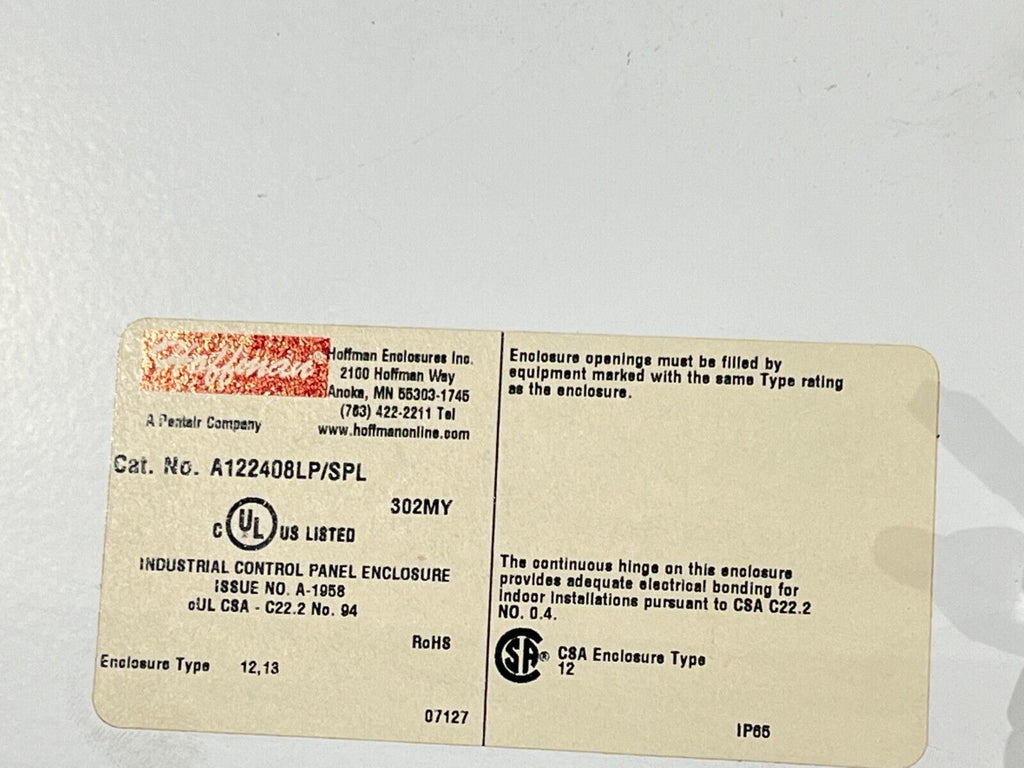 Hoffman®
Hoffman Enclosures Inc.
2100 Hoffman Way
Anoka, MN 55303-1745
(763) 422-2211 Tel
www.hoffmanonline.com
A Pentair Company
Cat. No. A122408LP/SPL
302MY
C UL US LISTED
INDUSTRIAL CONTROL PANEL ENCLOSURE
ISSUE NO. A-1958
cUL CSA - C22.2 No. 94
RoHS
Enclosure Type 12,13
07127
Enclosure openings must be filled by
equipment marked with the same Type rating
as the enclosure.
The continuous hinge on this enclosure
provides adequate electrical bonding for
indoor installations pursuant to CSA C22.2
NO. 0.4.
SA® CSA Enclosure Type
12
IP65